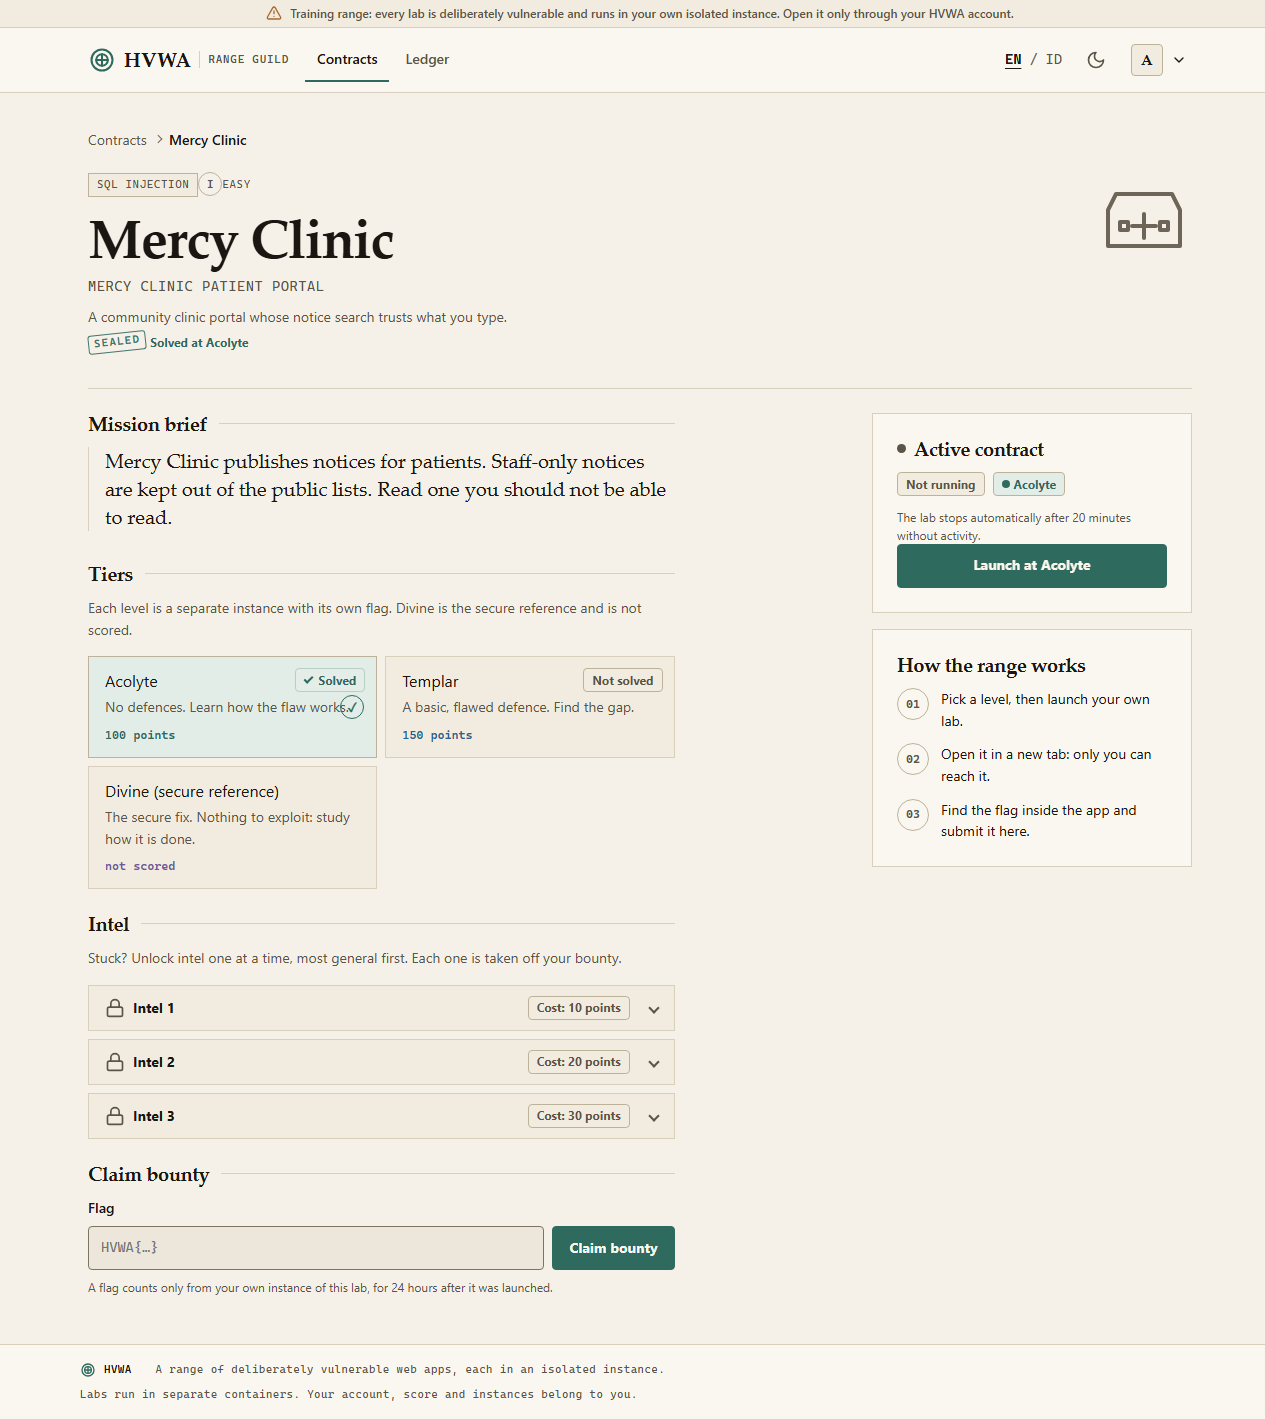 Training range: every lab is deliberately vulnerable and runs in your own isolated instance. Open it only through your HVWA account.
HVWA RANGE GUILD Contracts Ledger EN / ID A
Contracts Mercy Clinic
SQL INJECTION I EASY
Mercy Clinic
MERCY CLINIC PATIENT PORTAL
A community clinic portal whose notice search trusts what you type.
SEALED Solved at Acolyte
Mission brief
Mercy Clinic publishes notices for patients. Staff-only notices
are kept out of the public lists. Read one you should not be able
to read.
Tiers
Each level is a separate instance with its own flag. Divine is the secure reference and is not
scored.
Acolyte Solved
No defences. Learn how the flaw works.
100 points
Templar Not solved
A basic, flawed defence. Find the gap.
150 points
Divine (secure reference)
The secure fix. Nothing to exploit: study
how it is done.
not scored
Intel
Stuck? Unlock intel one at a time, most general first. Each one is taken off your bounty.
Intel 1 Cost: 10 points
Intel 2 Cost: 20 points
Intel 3 Cost: 30 points
Claim bounty
Flag
HVWA{…} Claim bounty
A flag counts only from your own instance of this lab, for 24 hours after it was launched.
Active contract
Not running Acolyte
The lab stops automatically after 20 minutes
without activity.
Launch at Acolyte
How the range works
01 Pick a level, then launch your own
lab.
02 Open it in a new tab: only you can
reach it.
03 Find the flag inside the app and
submit it here.
HVWA A range of deliberately vulnerable web apps, each in an isolated instance.
Labs run in separate containers. Your account, score and instances belong to you.